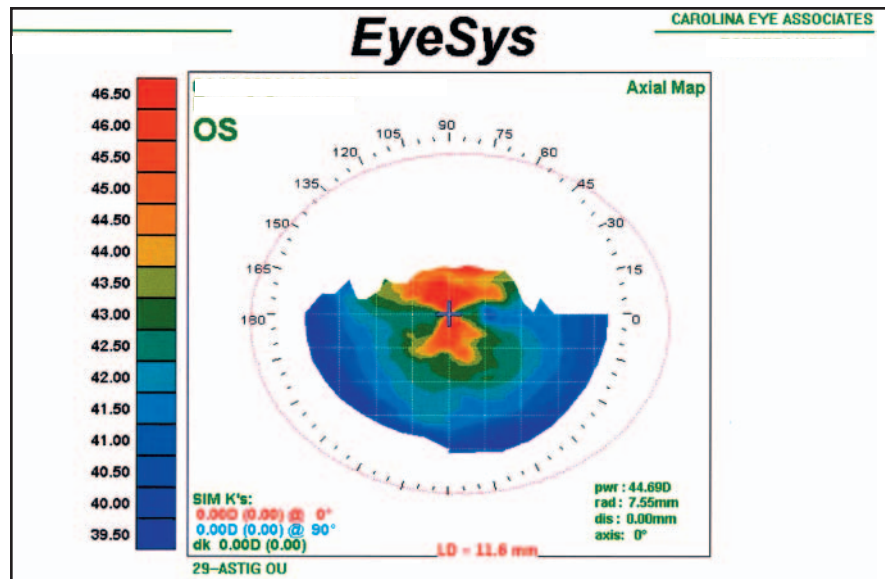 CAROLINA EYE ASSOCIATES
EyeSys
Axial Map
OS
46.50
46.00
45.50
45.00
44.50
44.00
43.50
43.00
42.50
42.00
41.50
41.00
40.50
40.00
39.50
90
105
75
120
60
135
45
150
30
165
15
180
0
SIM K's:
0.00D (0.00) @ 0°
0.00D (0.00) @ 90°
dk 0.00D (0.00)
pwr : 44.69D
rad : 7.55mm
dis : 0.00mm
axis: 0°
LD = 11.6 mm
29-ASTIG OU